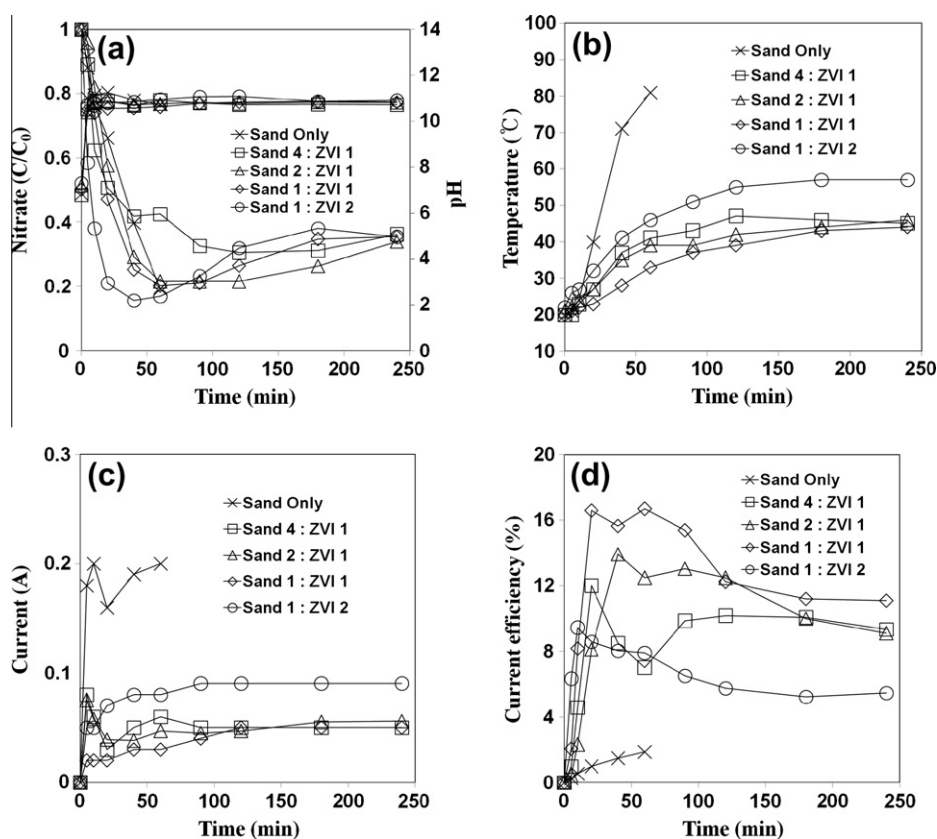 (a)
1
0.8
0.6
0.4
0.2
0
Nitrate (C/C0)
14
12
10
8
6
4
2
0
pH
Sand Only
Sand 4 : ZVI 1
Sand 2 : ZVI 1
Sand 1 : ZVI 1
Sand 1 : ZVI 2
0 50 100 150 200 250
Time (min)
(b)
100
90
80
70
60
50
40
30
20
10
Temperature (℃)
Sand Only
Sand 4 : ZVI 1
Sand 2 : ZVI 1
Sand 1 : ZVI 1
Sand 1 : ZVI 2
0 50 100 150 200 250
Time (min)
(c)
0.3
0.2
0.1
0
Current (A)
Sand Only
Sand 4 : ZVI 1
Sand 2 : ZVI 1
Sand 1 : ZVI 1
Sand 1 : ZVI 2
0 50 100 150 200 250
Time (min)
(d)
20
16
12
8
4
0
Current efficiency (%)
Sand Only
Sand 4 : ZVI 1
Sand 2 : ZVI 1
Sand 1 : ZVI 1
Sand 1 : ZVI 2
0 50 100 150 200 250
Time (min)